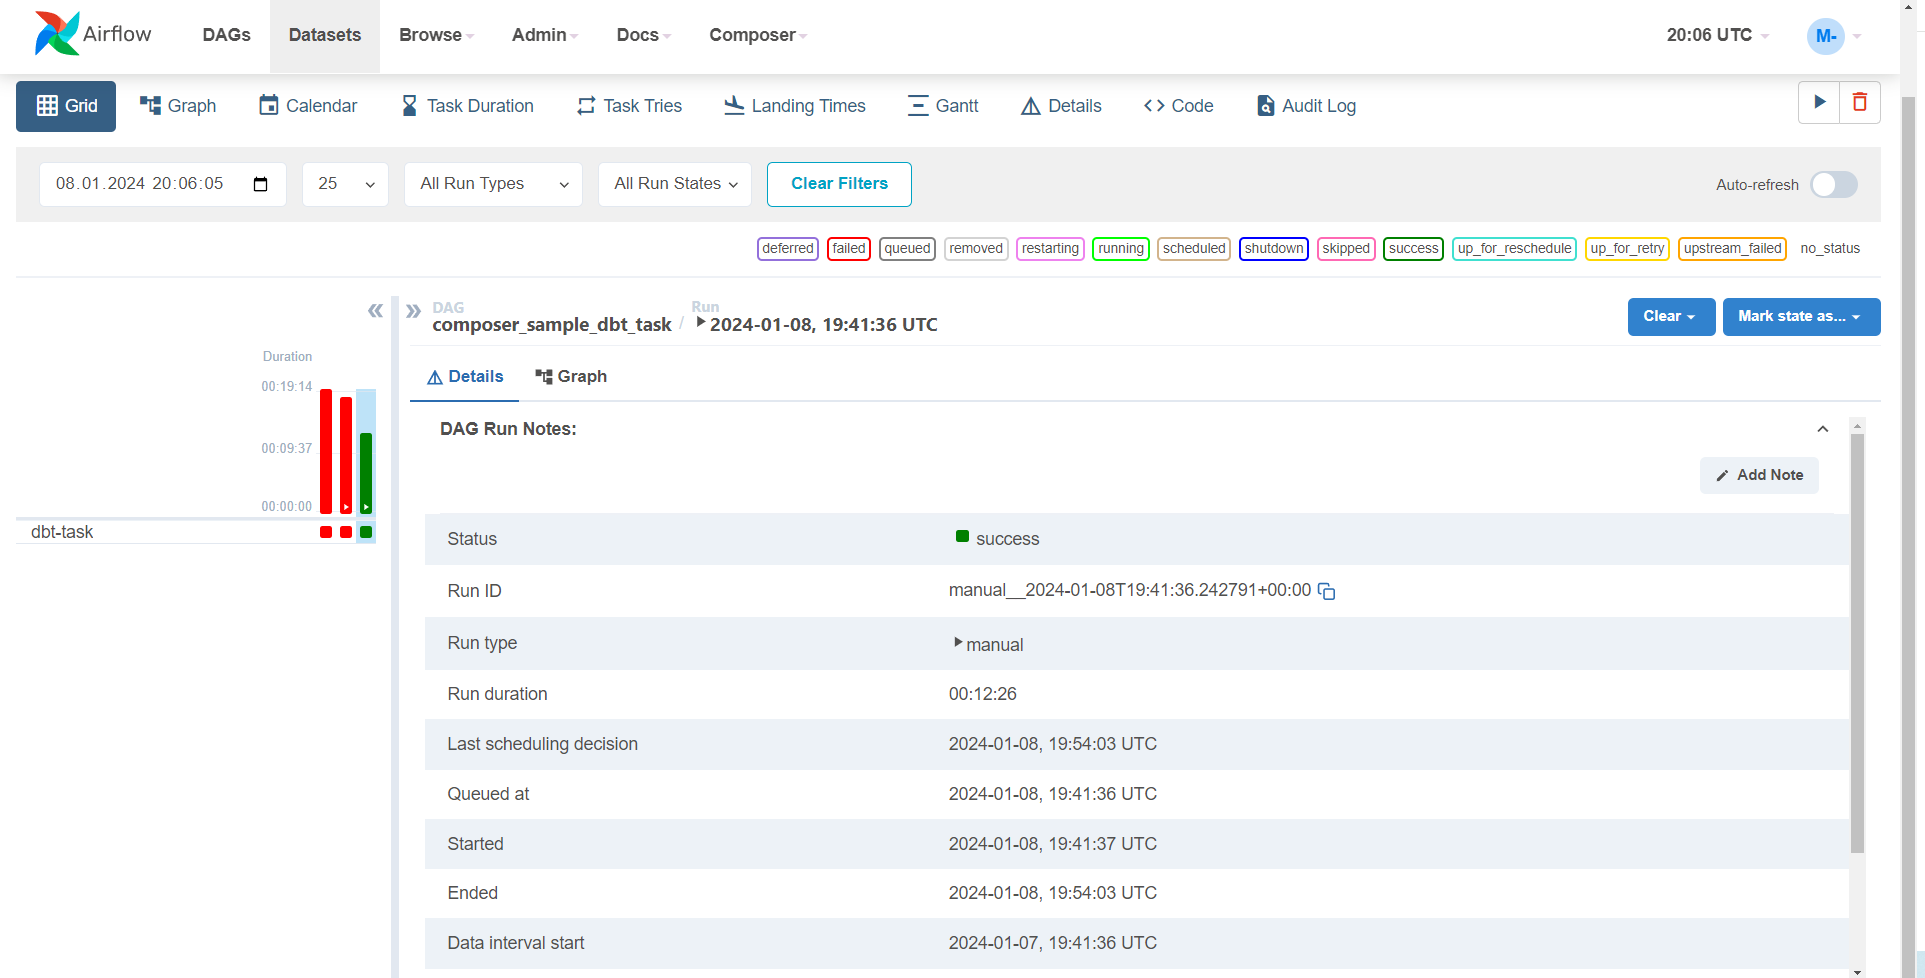 Airflow DAGs Datasets Browse Admin Docs Composer 20:06 UTC M-
Grid Graph Calendar Task Duration Task Tries Landing Times Gantt Details Code Audit Log
08.01.2024 20:06:05 25 All Run Types All Run States Clear Filters Auto-refresh
deferred failed queued removed restarting running scheduled shutdown skipped success up_for_reschedule up_for_retry upstream_failed no_status
DAG Run
composer_sample_dbt_task / 2024-01-08, 19:41:36 UTC
Clear Mark state as...
Duration
00:19:14
00:09:37
00:00:00
dbt-task
Details Graph
DAG Run Notes:
Add Note
Status success
Run ID manual__2024-01-08T19:41:36.242791+00:00
Run type manual
Run duration 00:12:26
Last scheduling decision 2024-01-08, 19:54:03 UTC
Queued at 2024-01-08, 19:41:36 UTC
Started 2024-01-08, 19:41:37 UTC
Ended 2024-01-08, 19:54:03 UTC
Data interval start 2024-01-07, 19:41:36 UTC